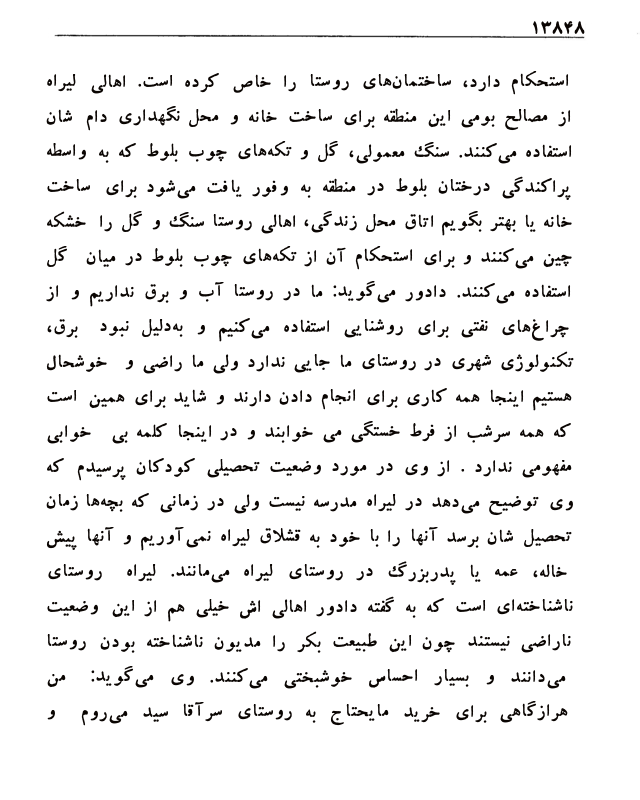 ۱۳۸۴۸
استحکام دارد، ساختمان‌های روستا را خاص کرده است. اهالی لیراه
از مصالح بومی این منطقه برای ساخت خانه و محل نگهداری دام شان
استفاده می‌کنند. سنگ معمولی، گل و تکه‌های چوب بلوط که به واسطه
پراکندگی درختان بلوط در منطقه به وفور یافت می‌شود برای ساخت
خانه یا بهتر بگویم اتاق محل زندگی، اهالی روستا سنگ و گل را خشکه
چین می‌کنند و برای استحکام آن از تکه‌های چوب بلوط در میان گل
استفاده می‌کنند. دادور می‌گوید: ما در روستا آب و برق نداریم و از
چراغ‌های نفتی برای روشنایی استفاده می‌کنیم و به‌دلیل نبود برق،
تکنولوژی شهری در روستای ما جایی ندارد ولی ما راضی و خوشحال
هستیم اینجا همه کاری برای انجام دادن دارند و شاید برای همین است
که همه سرشب از فرط خستگی می خوابند و در اینجا کلمه بی خوابی
مفهومی ندارد . از وی در مورد وضعیت تحصیلی کودکان پرسیدم که
وی توضیح می‌دهد در لیراه مدرسه نیست ولی در زمانی که بچه‌ها زمان
تحصیل شان برسد آنها را با خود به قشلاق لیراه نمی‌آوریم و آنها پیش
خاله، عمه یا پدربزرگ در روستای لیراه می‌مانند. لیراه روستای
ناشناخته‌ای است که به گفته دادور اهالی اش خیلی هم از این وضعیت
ناراضی نیستند چون این طبیعت بکر را مدیون ناشناخته بودن روستا
می‌دانند و بسیار احساس خوشبختی می‌کنند. وی می‌گوید: من
هرازگاهی برای خرید مایحتاج به روستای سرآقا سید می‌روم و